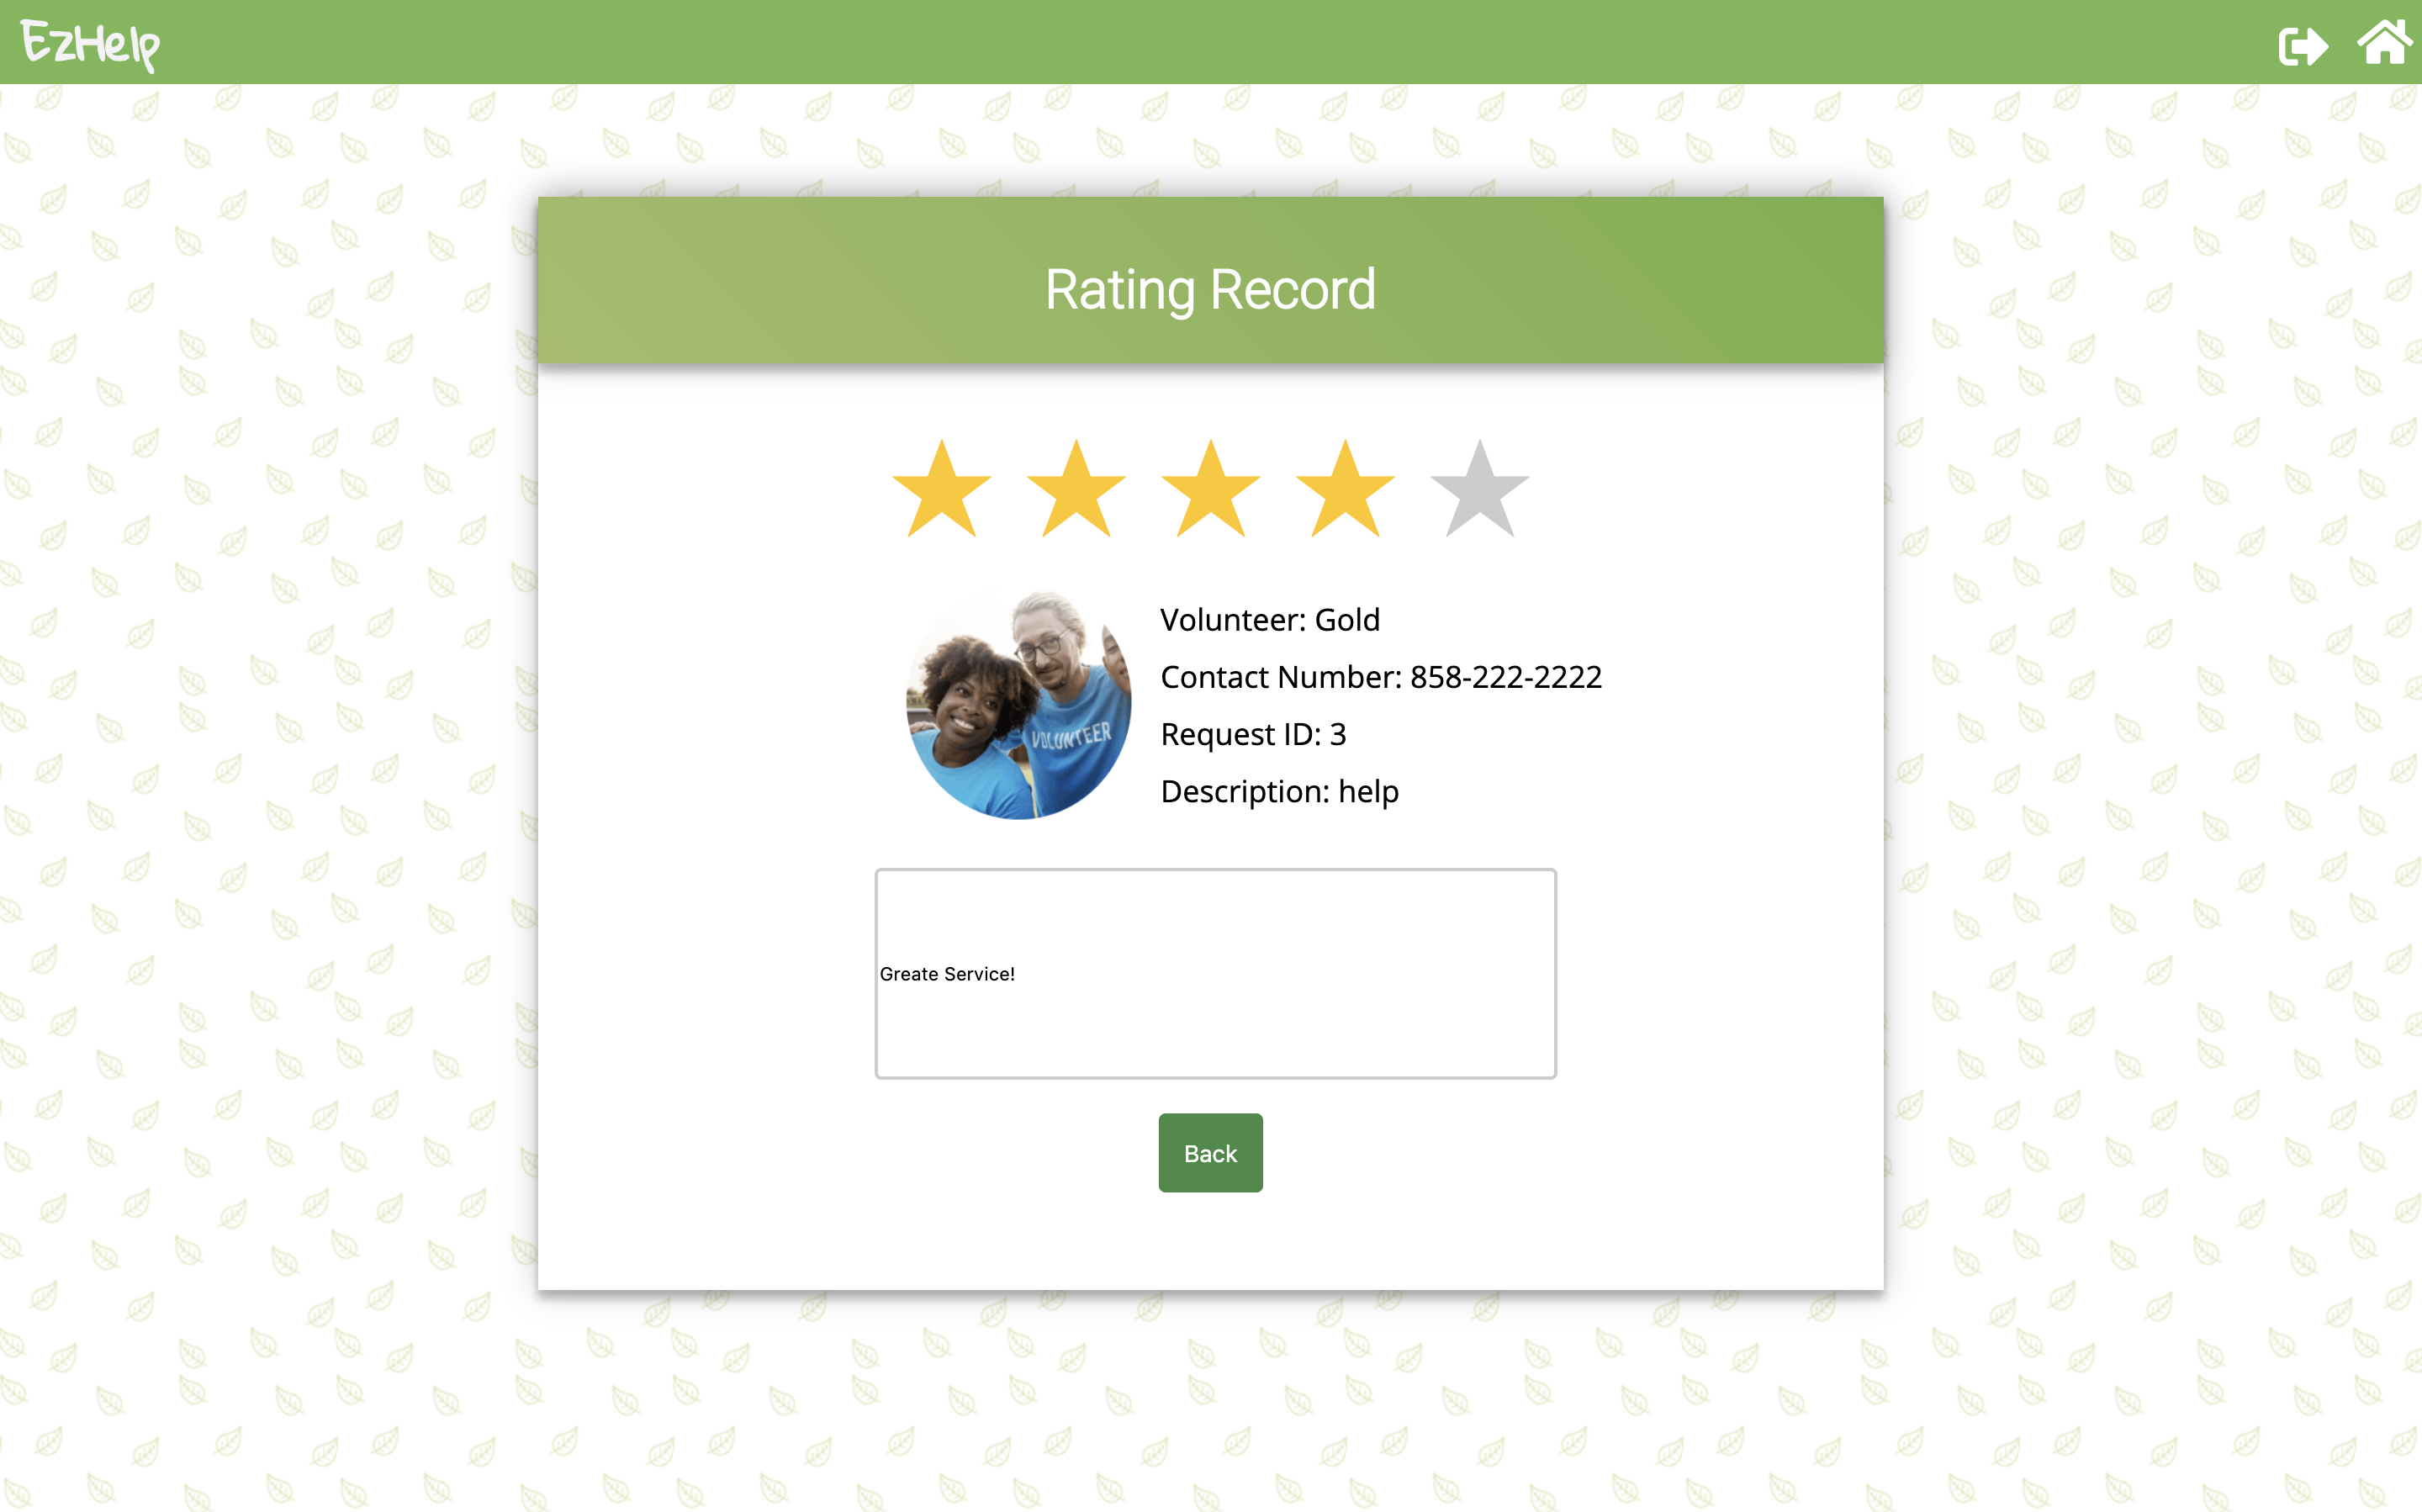 EzHelp
Rating Record
Volunteer: Gold
Contact Number: 858-222-2222
VOLUNTEER
Request ID: 3
Description: help
Greate Service!
Back